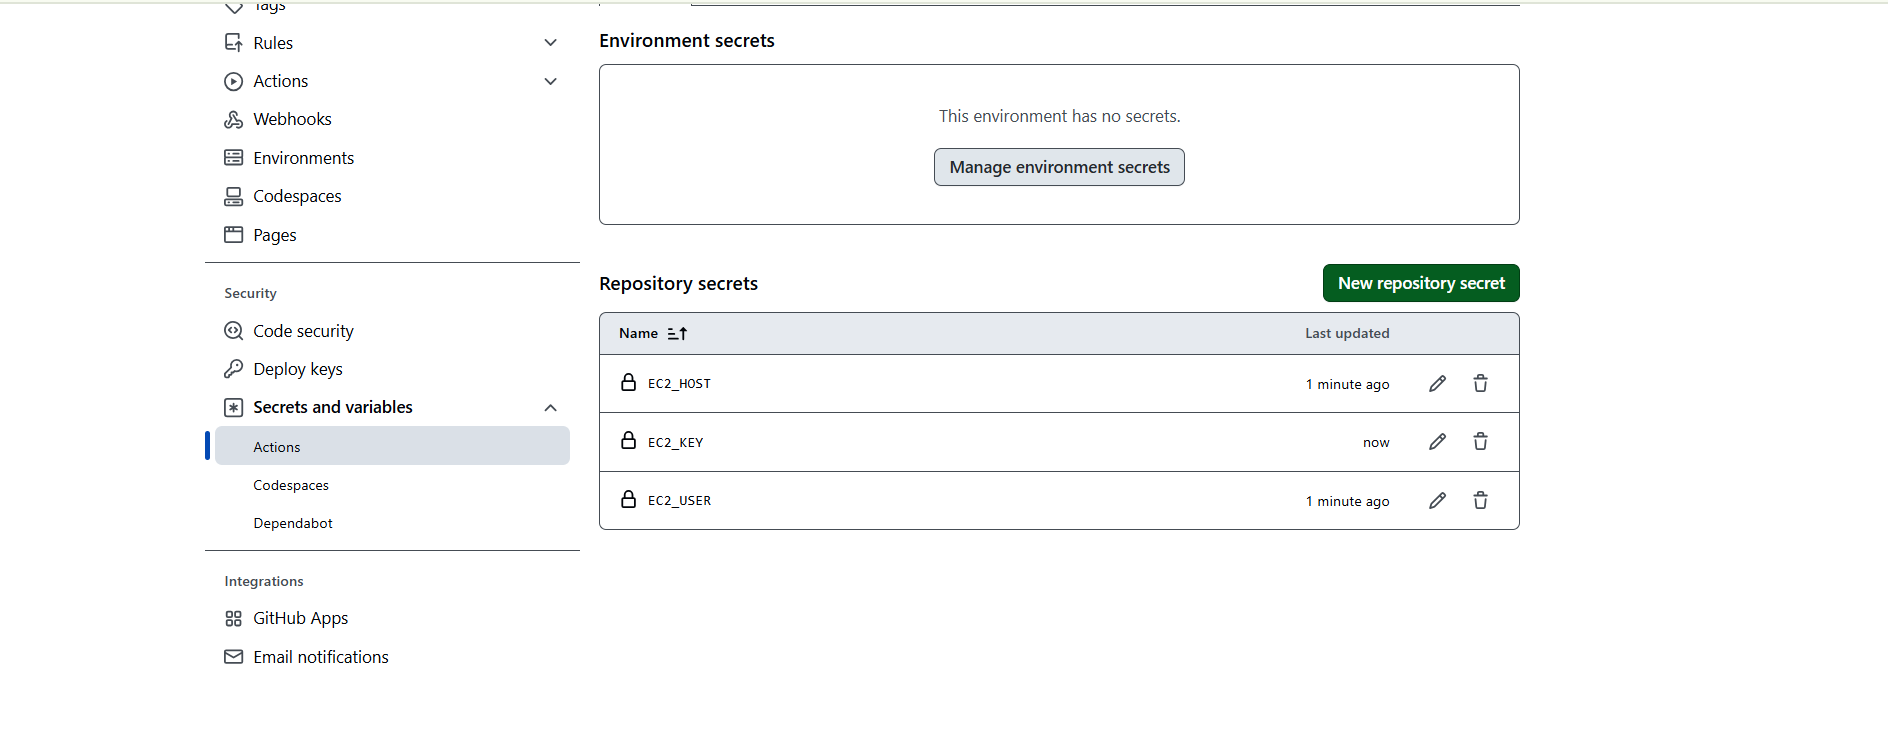 Tags
Rules
Actions
Webhooks
Environments
Codespaces
Pages
Security
Code security
Deploy keys
Secrets and variables
Actions
Codespaces
Dependabot
Integrations
GitHub Apps
Email notifications
Environment secrets
This environment has no secrets.
Manage environment secrets
Repository secrets
New repository secret
Name Last updated
EC2_HOST 1 minute ago
EC2_KEY now
EC2_USER 1 minute ago